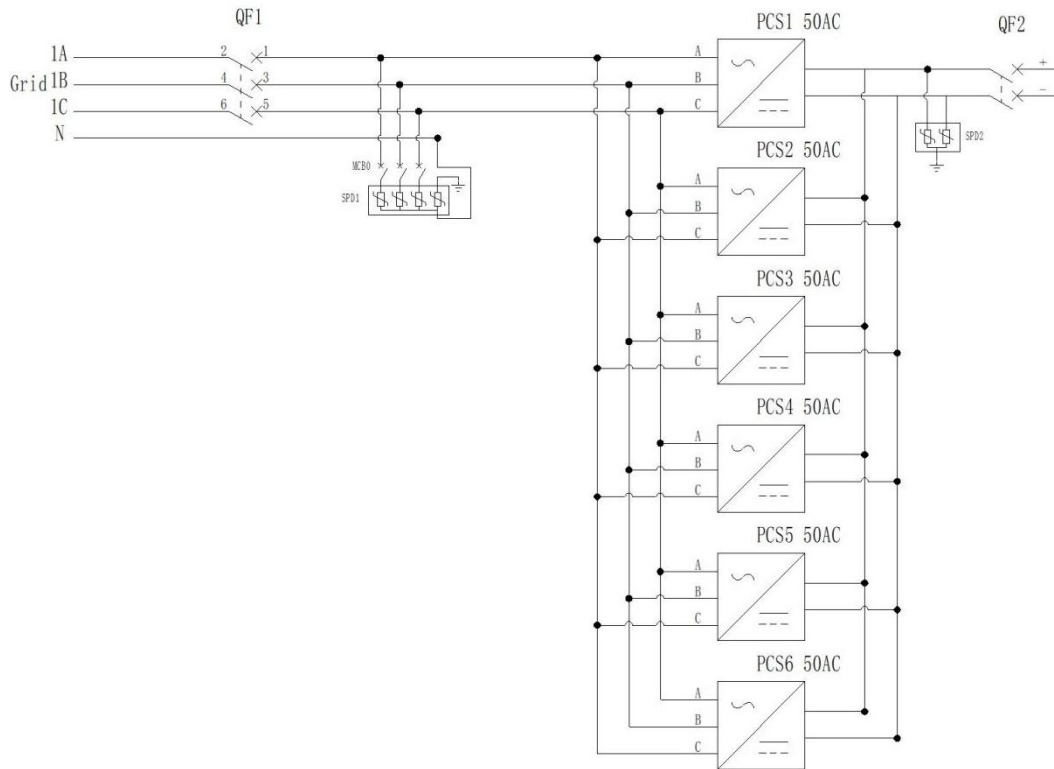 QF1
PCS1 50AC
QF2
1A 2 1 A
Grid 1B 4 3 B
1C 6 5 C
N
+
-
SPD2
MCB0
SPD1
PCS2 50AC
A
B
C
PCS3 50AC
A
B
C
PCS4 50AC
A
B
C
PCS5 50AC
A
B
C
PCS6 50AC
A
B
C